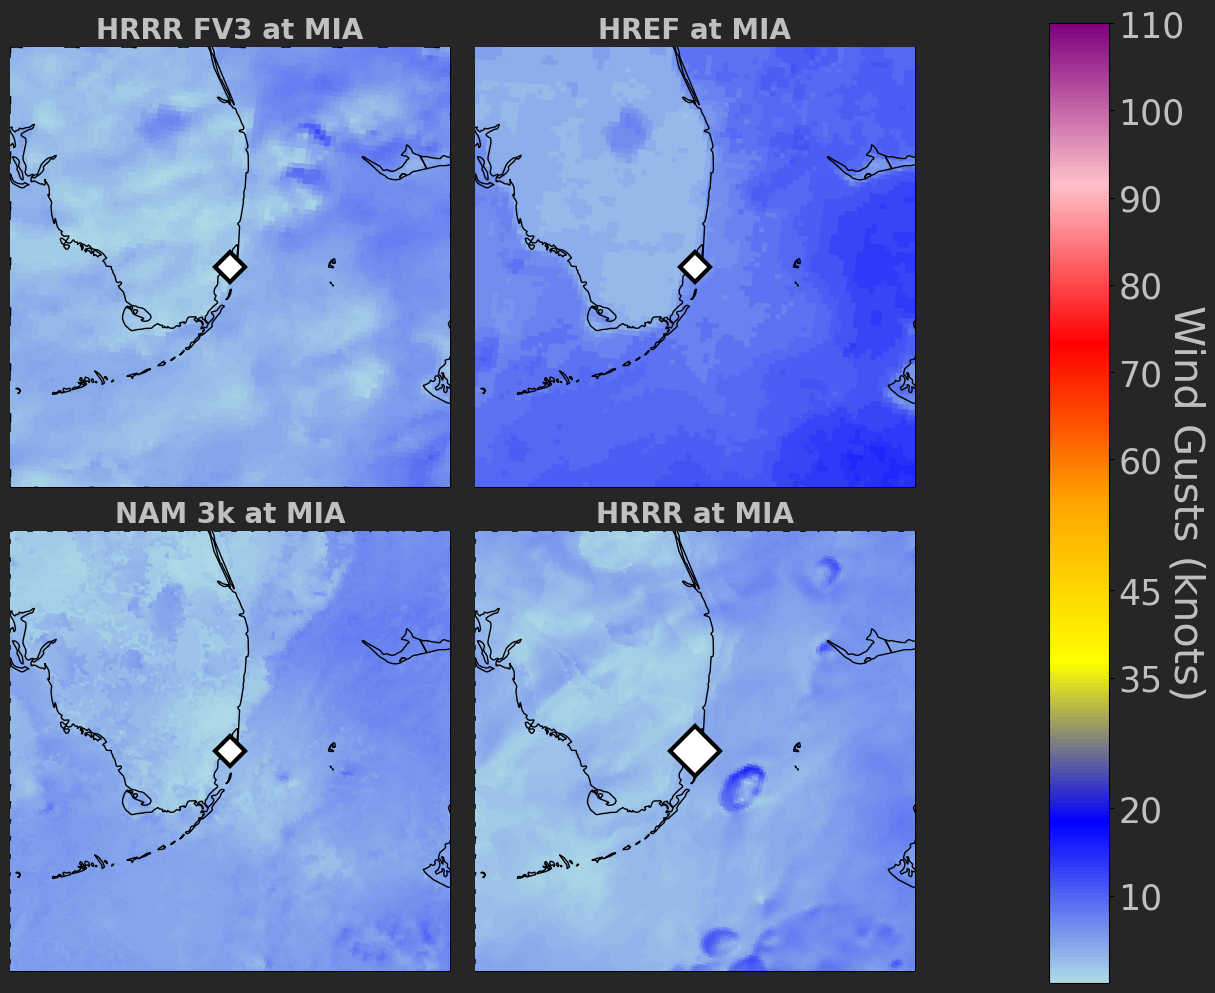 HRRR FV3 at MIA
HREF at MIA
NAM 3k at MIA
HRRR at MIA
110
100
90
80
70
60
45
35
20
10
Wind Gusts (knots)